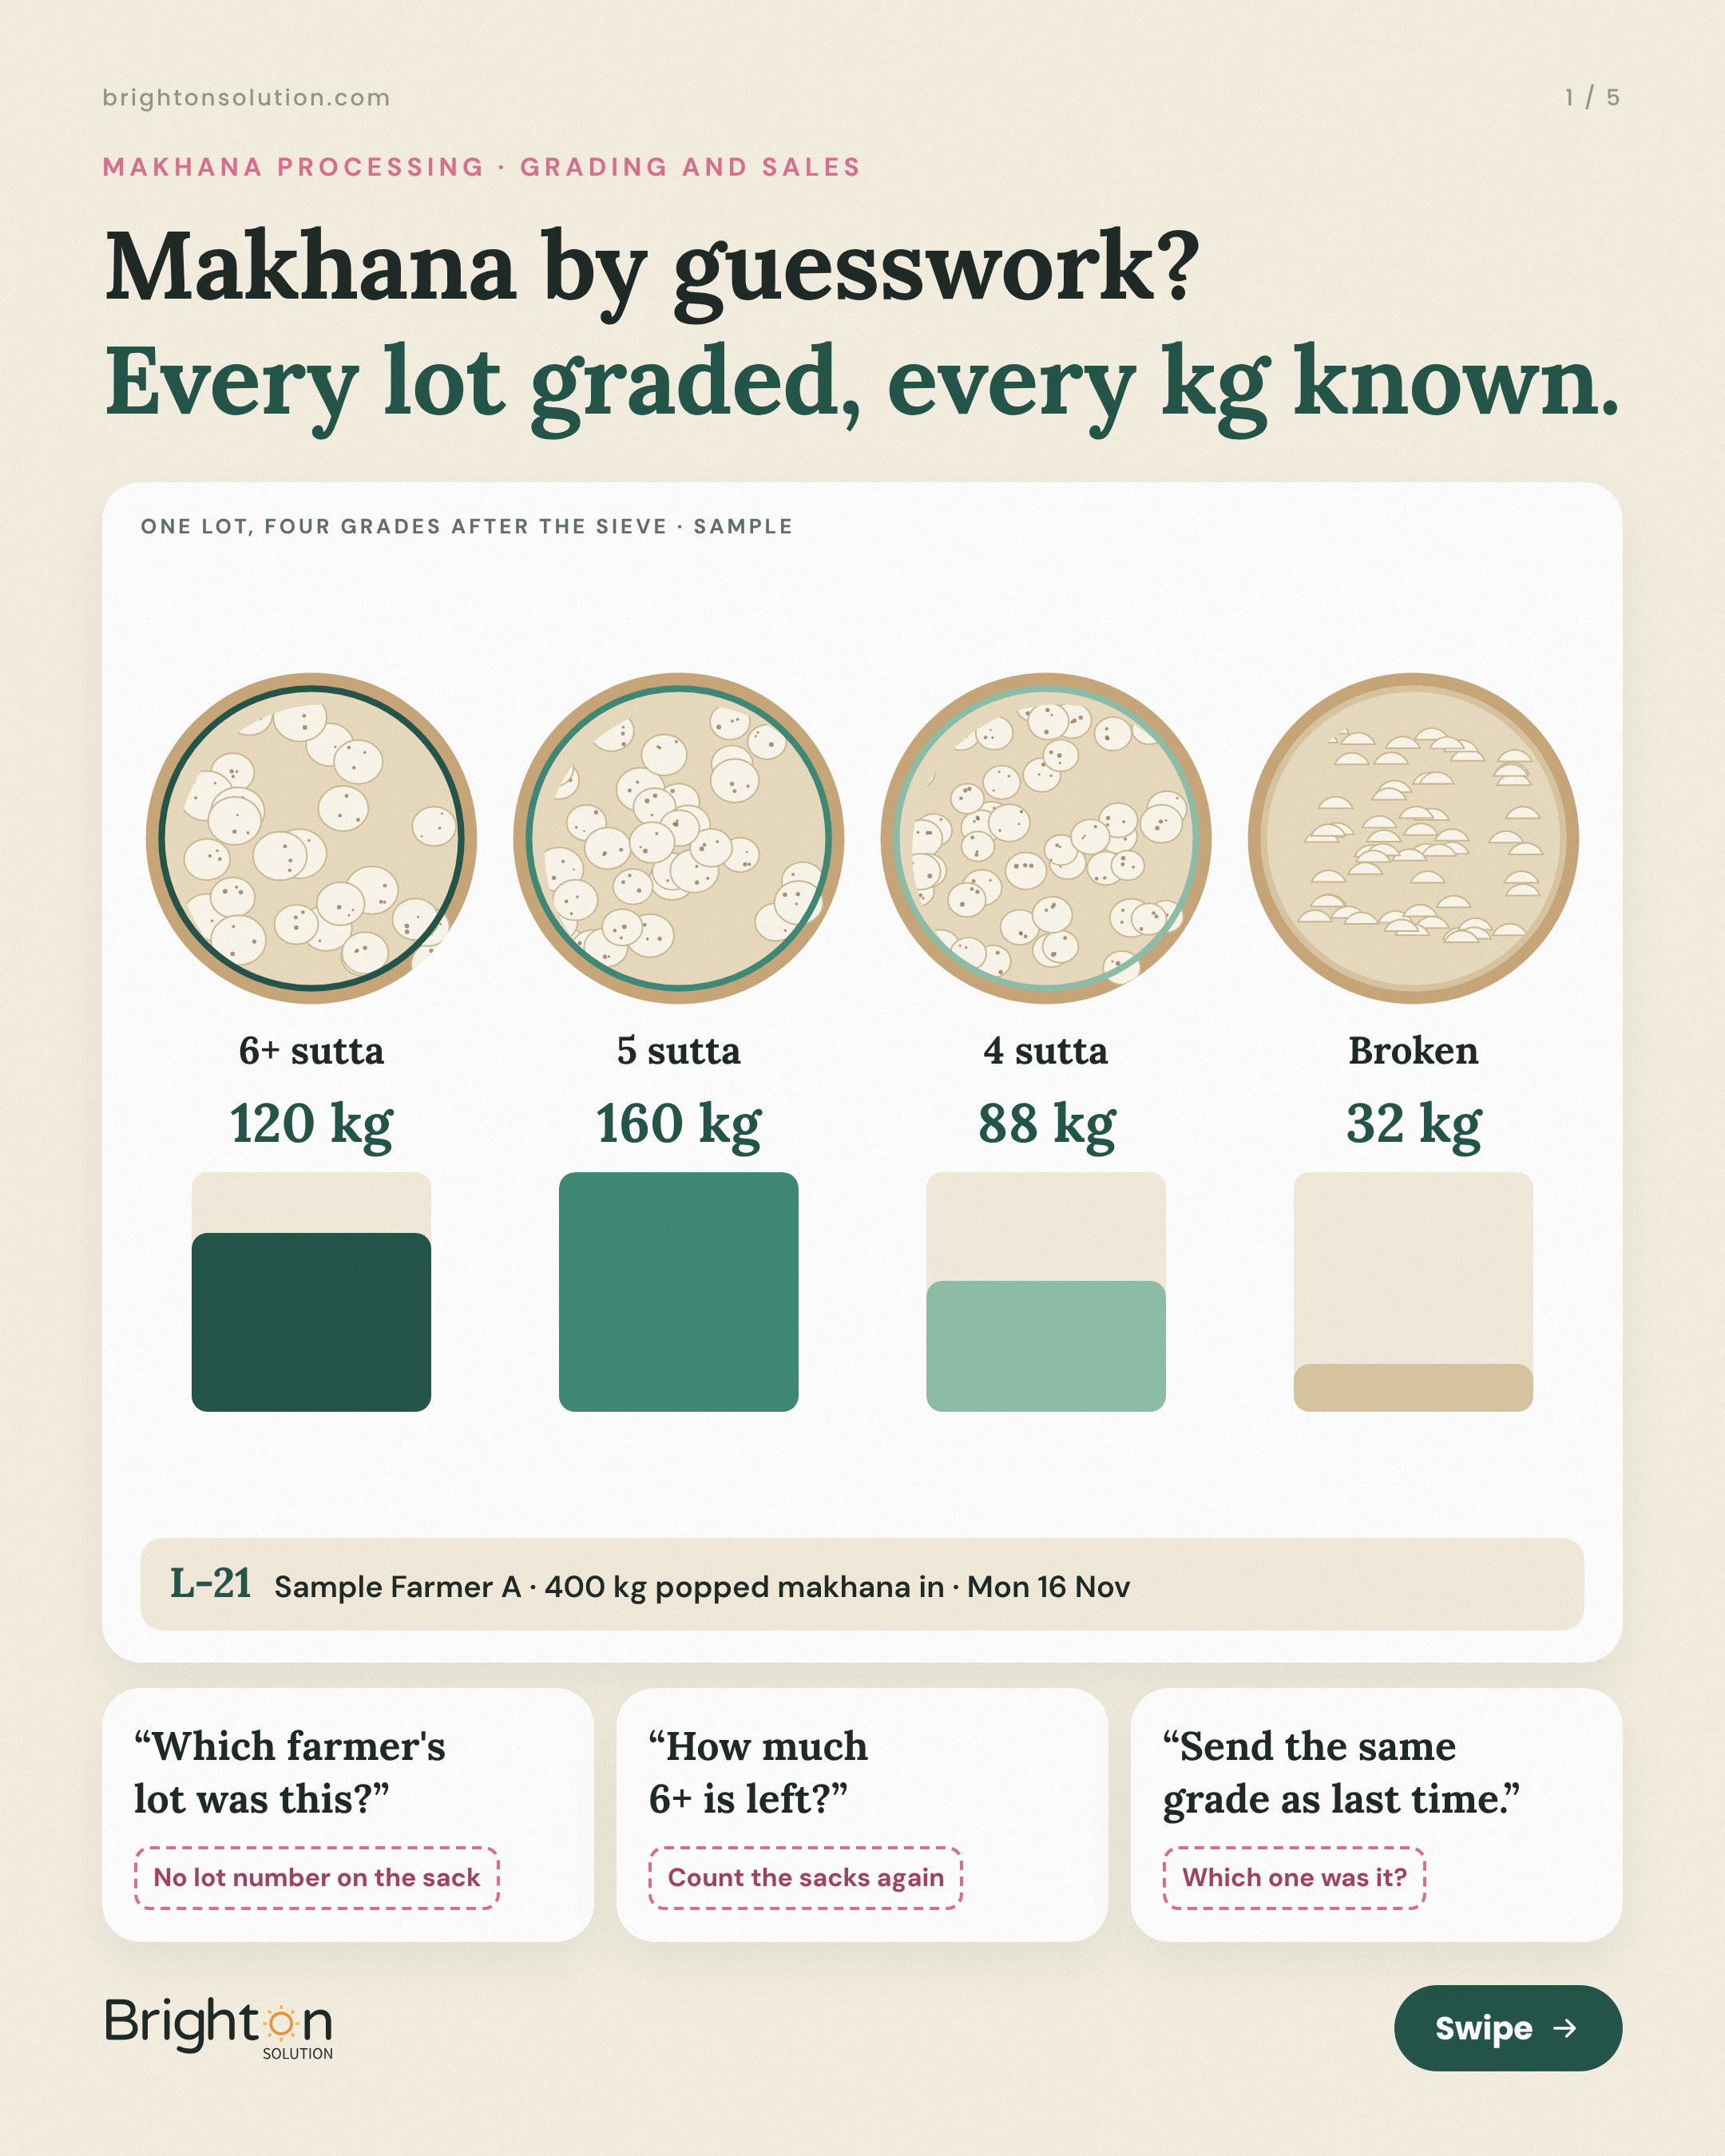 brightonsolution.com
1 / 5
MAKHANA PROCESSING · GRADING AND SALES
Makhana by guesswork?
Every lot graded, every kg known.
ONE LOT, FOUR GRADES AFTER THE SIEVE · SAMPLE
6+ sutta
5 sutta
4 sutta
Broken
120 kg
160 kg
88 kg
32 kg
L-21 Sample Farmer A · 400 kg popped makhana in · Mon 16 Nov
“Which farmer's
lot was this?”
No lot number on the sack
“How much
6+ is left?”
Count the sacks again
“Send the same
grade as last time.”
Which one was it?
Brighton
SOLUTION
Swipe →